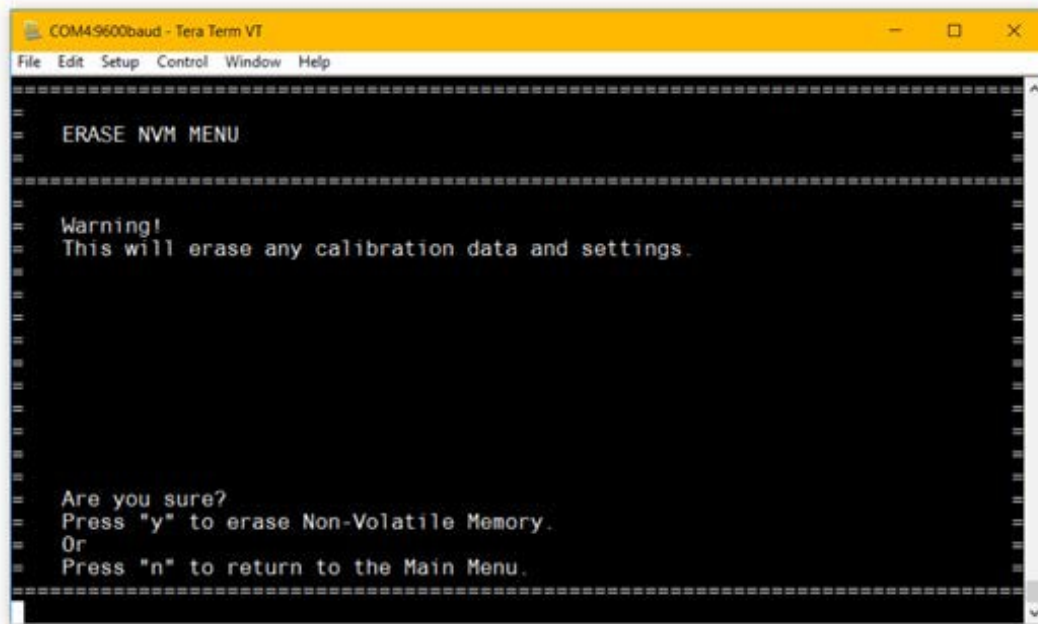 COM4:9600baud - Tera Term VT
File Edit Setup Control Window Help
================================================================================
=                                                                              =
=   ERASE NVM MENU                                                             =
=                                                                              =
================================================================================
=                                                                              =
=   Warning!                                                                   =
=   This will erase any calibration data and settings.                         =
=                                                                              =
=                                                                              =
=                                                                              =
=                                                                              =
=                                                                              =
=                                                                              =
=                                                                              =
=                                                                              =
=                                                                              =
=                                                                              =
=   Are you sure?                                                              =
=   Press "y" to erase Non-Volatile Memory.                                    =
=   Or                                                                         =
=   Press "n" to return to the Main Menu.                                      =
================================================================================